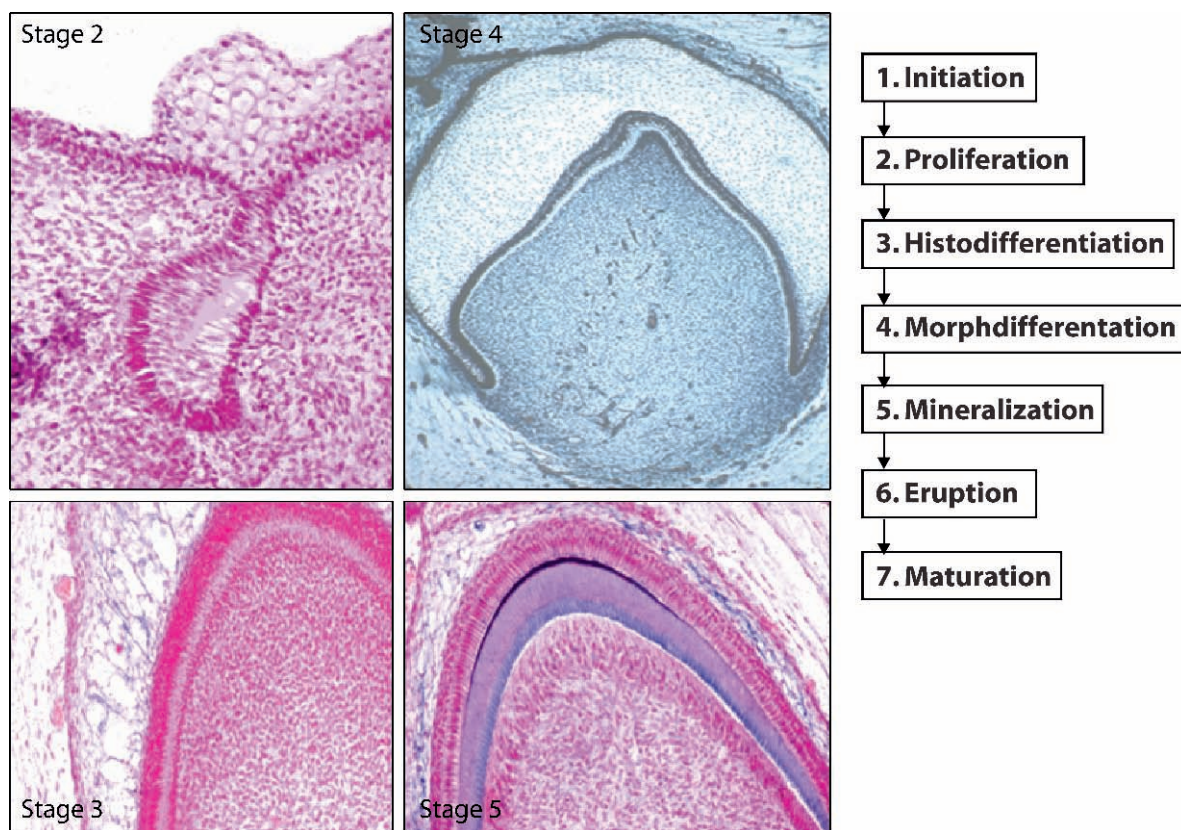 Stage 2
Stage 4
Stage 3
Stage 5
1. Initiation
2. Proliferation
3. Histodifferentiation
4. Morphdifferentation
5. Mineralization
6. Eruption
7. Maturation